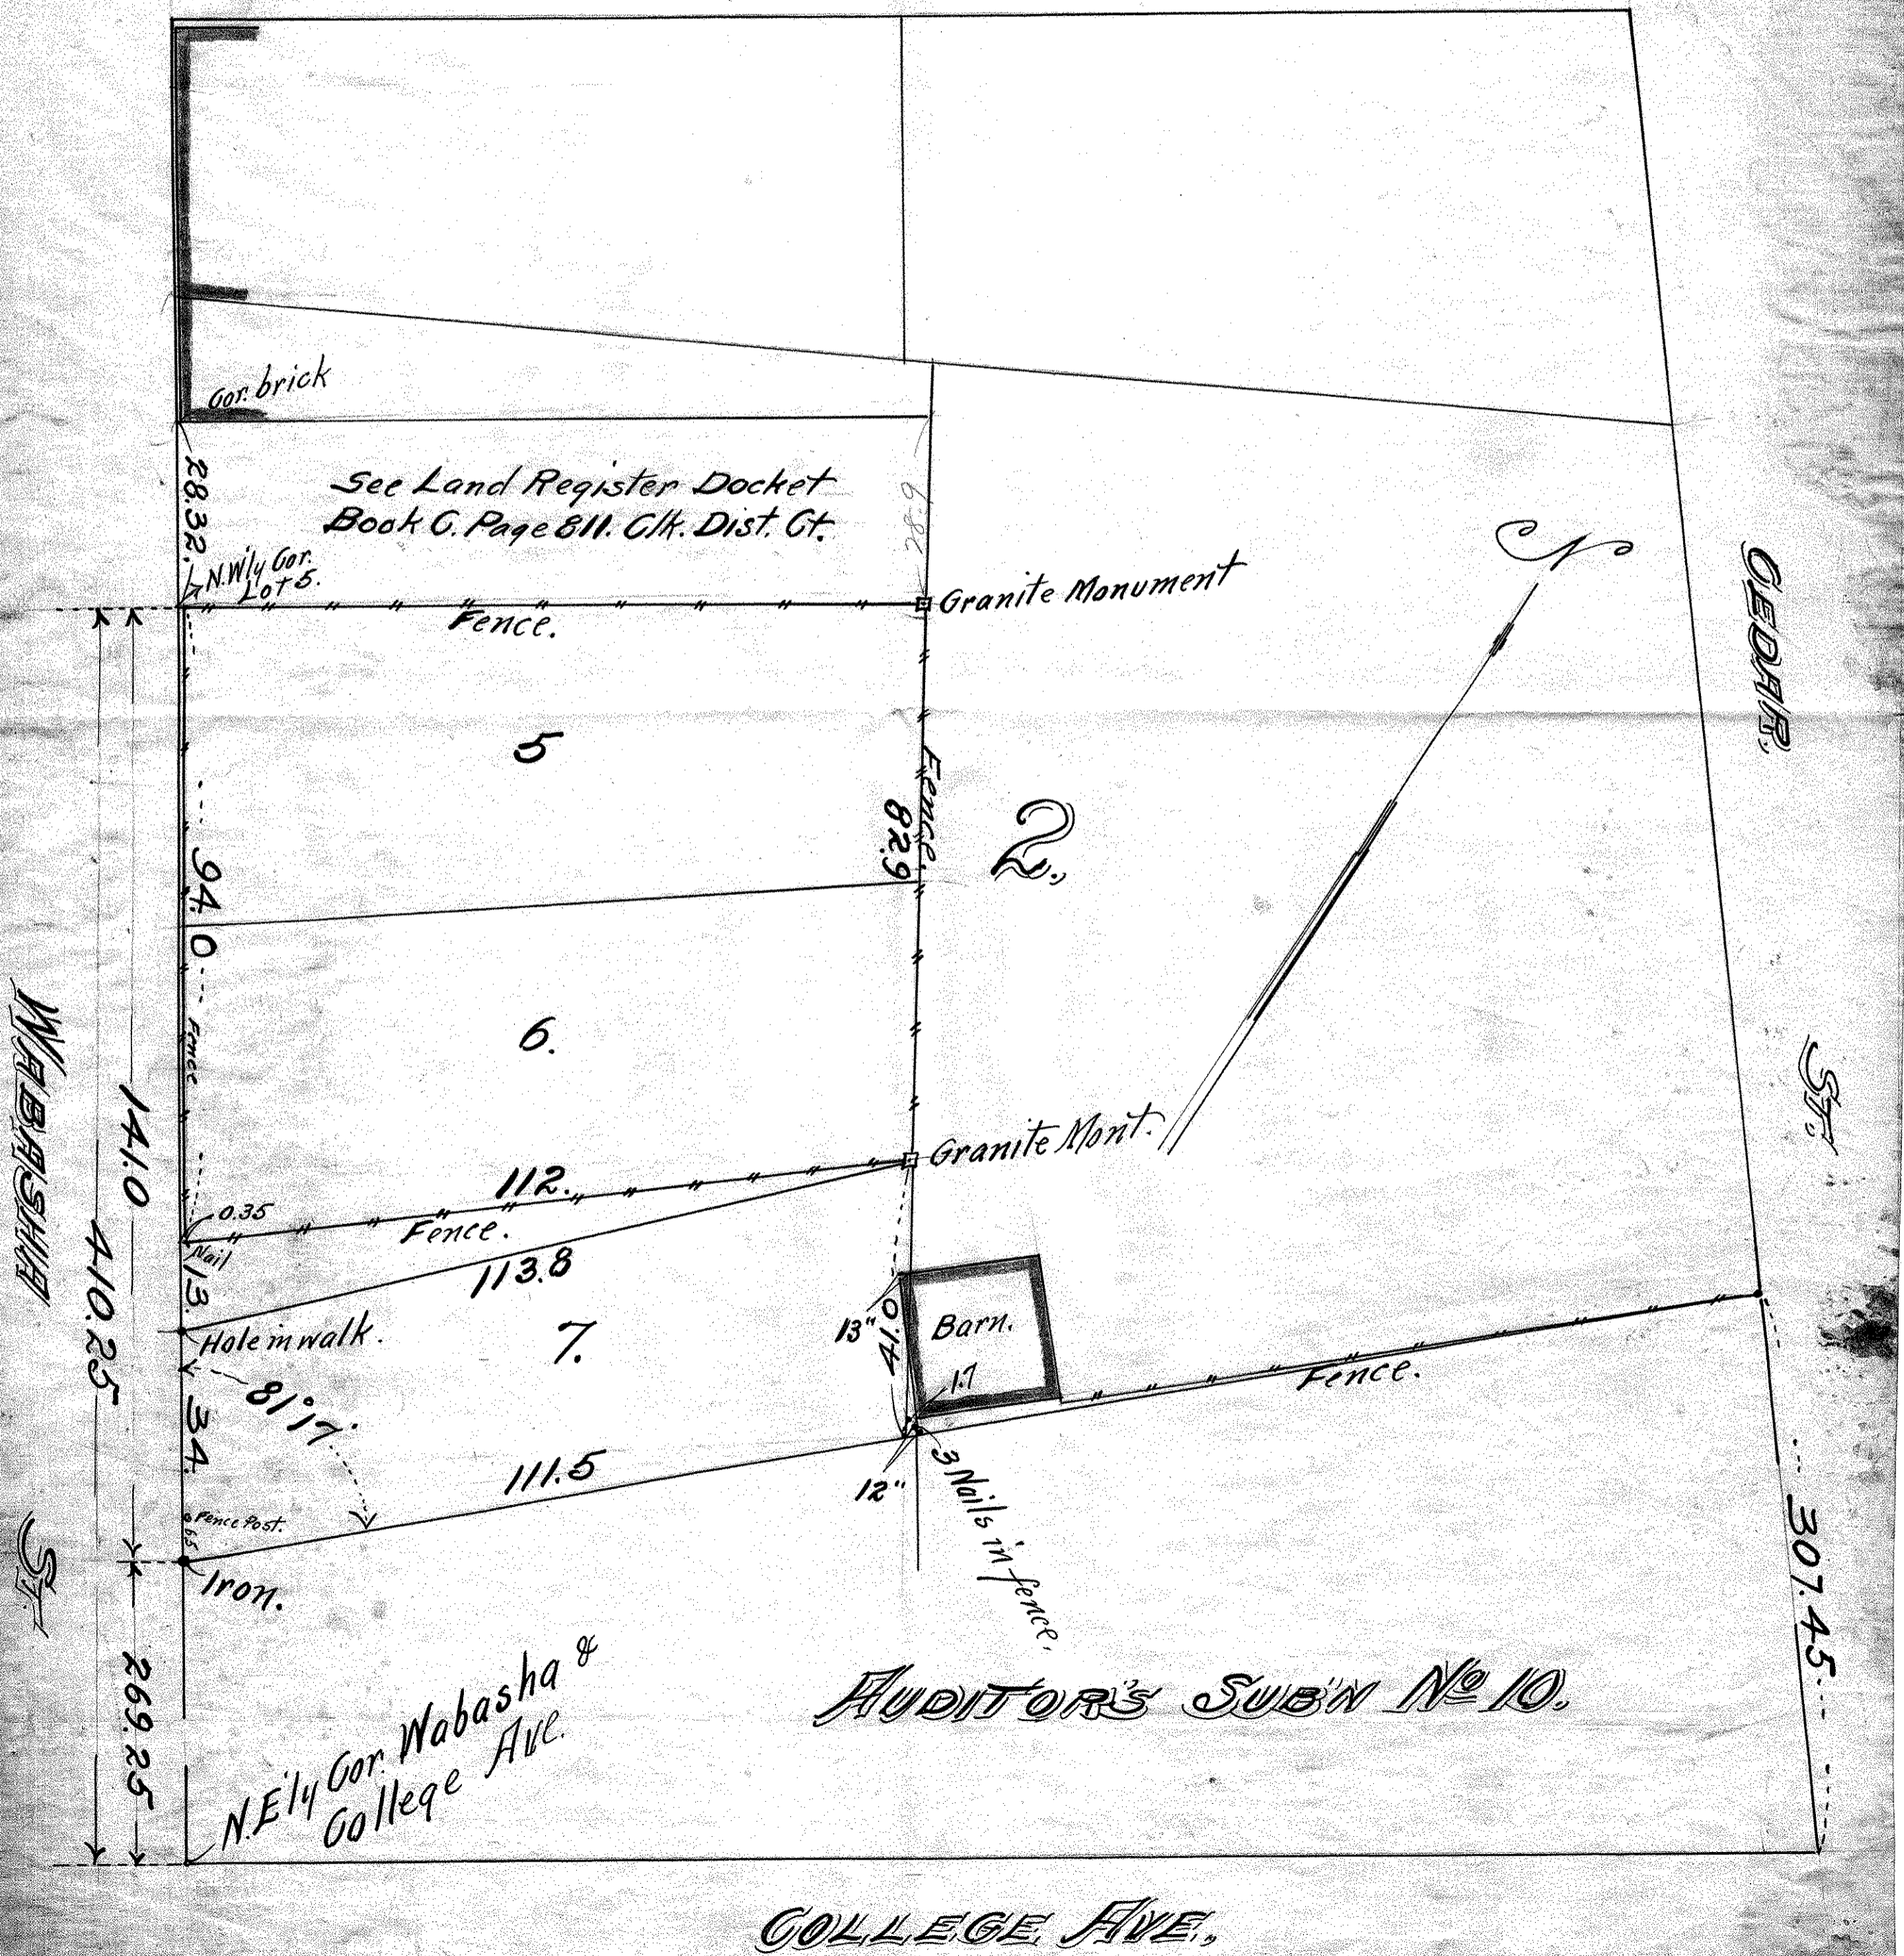 Cor. brick
28.32.
See Land Register Docket
Book C. Page 811. Clk. Dist. Ct.
28.9
N.W'ly Cor.
Lot 5.
Fence.
Granite Monument
N
CEDAR.
ST.
5
Fence.
82.9
2.
94.0
6.
Fence
WABASHA
ST.
141.0
410.25
269.25
Granite Mont.
112.
0.35
Fence.
Nail
113.8
13.
Hole in walk.
7.
13"
41.0
Barn.
1.7
Fence.
81°17'
34.
111.5
12"
3 Nails in fence.
Fence Post.
Iron.
307.45
N.E'ly Cor. Wabasha &
College Ave.
AUDITOR'S SUB'N No 10.
COLLEGE AVE.